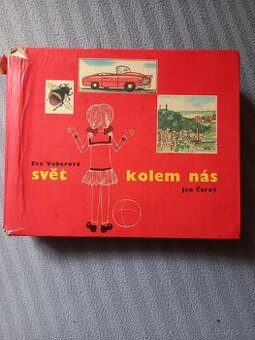 Eva Veberová
svět kolem nás
Jan Černý